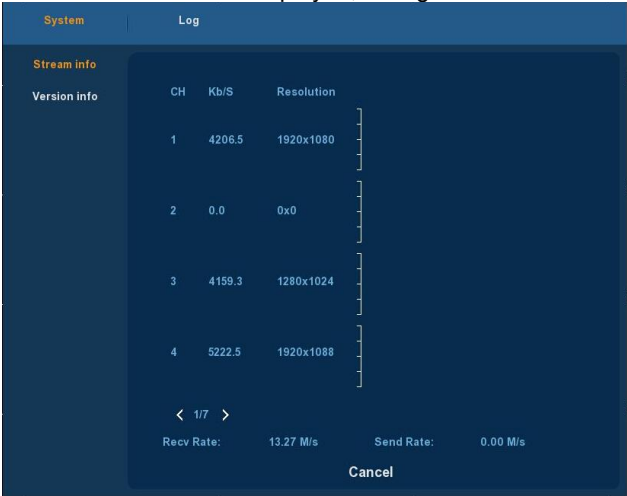 System Log
Stream info
Version info
CH Kb/S Resolution
1 4206.5 1920x1080
2 0.0 0x0
3 4159.3 1280x1024
4 5222.5 1920x1088
< 1/7 >
Recv Rate: 13.27 M/s Send Rate: 0.00 M/s
Cancel